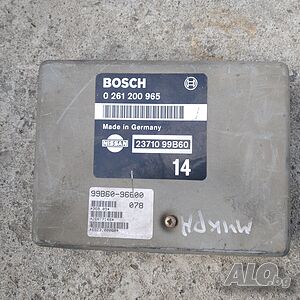 BOSCH
0 261 200 965
Made in Germany
NISSAN
23710 99B60
14
99B60-96600
078
МИКРА
ALO.bg